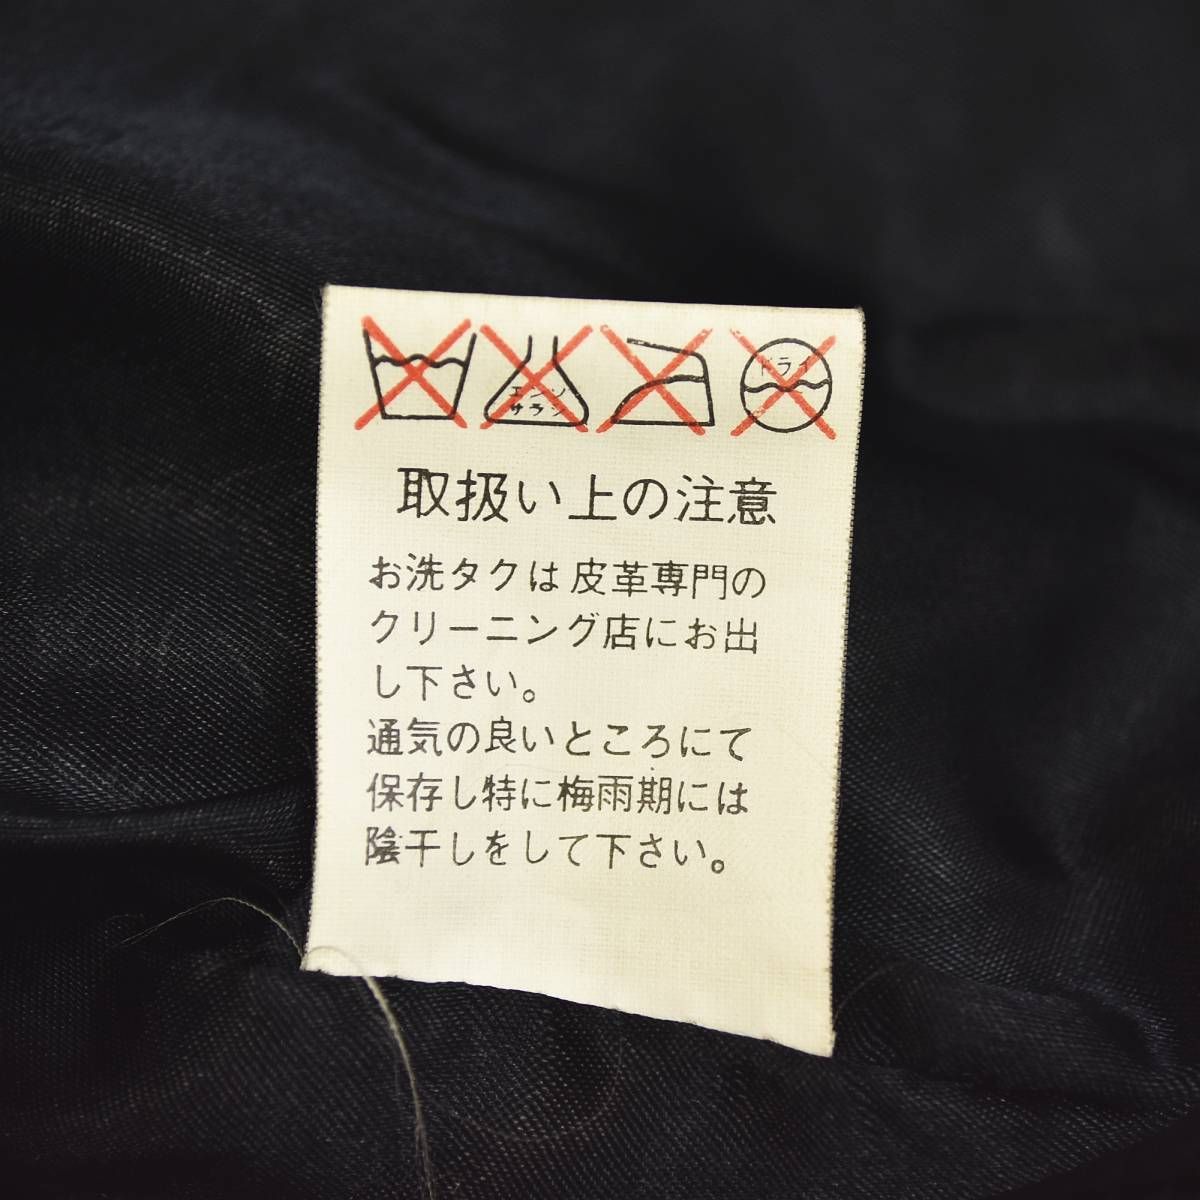 エンソ ドライ
サラシ
取扱い上の注意
お洗タクは皮革専門の
クリーニング店にお出
し下さい。
通気の良いところにて
保存し特に梅雨期には
陰干しをして下さい。